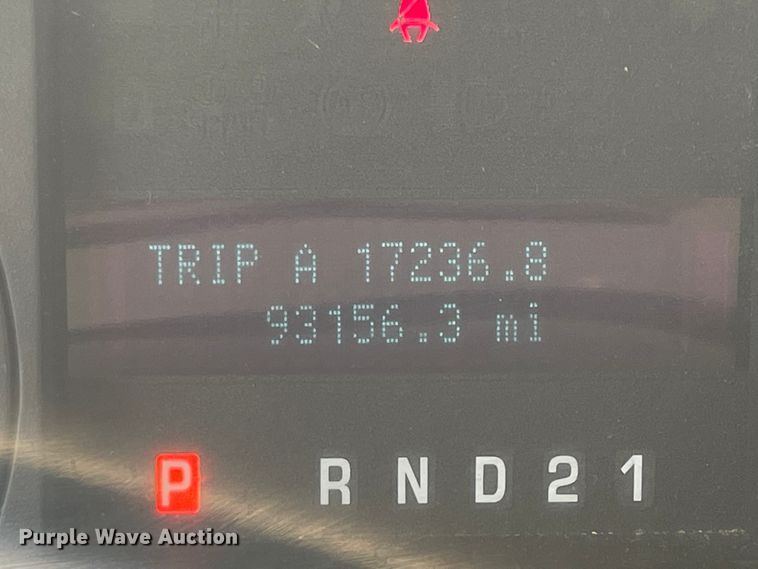 TRIP A 17236.8
93156.3 mi
P R N D 2 1
Purple Wave Auction